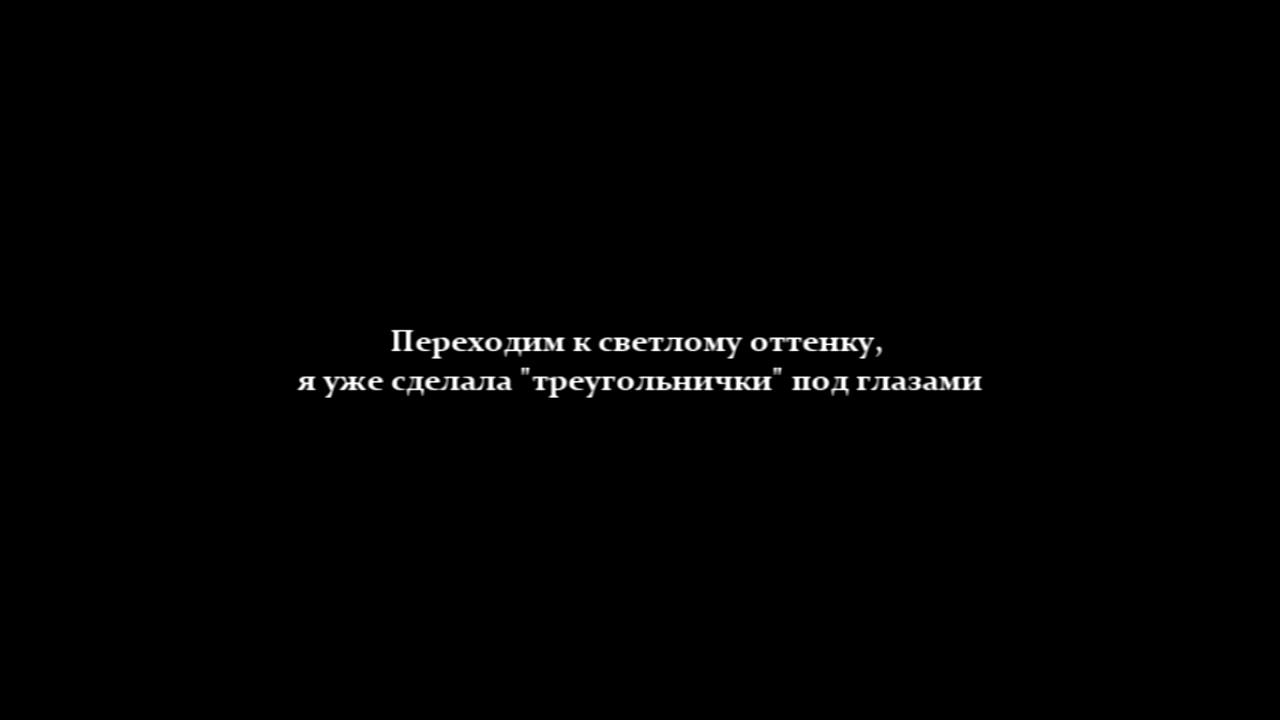 Переходим к светлому оттенку,
я уже сделала "треугольнички" под глазами